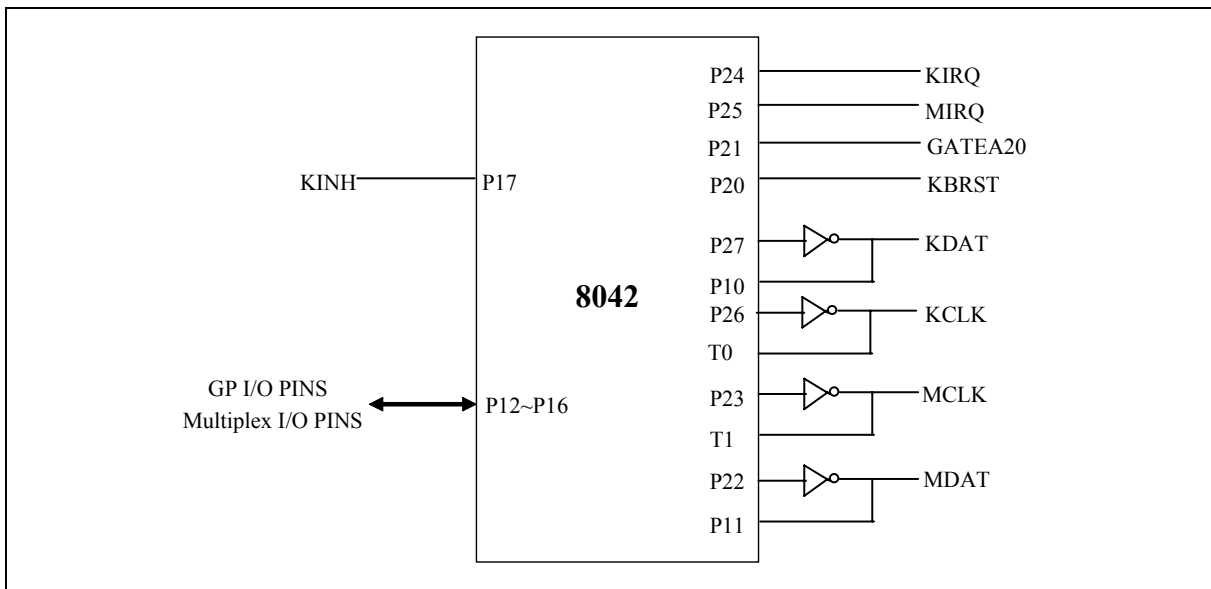 P24 KIRQ
P25 MIRQ
P21 GATEA20
KINH P17 P20 KBRST
P27 KDAT
P10
8042
P26 KCLK
T0
GP I/O PINS
Multiplex I/O PINS
P12~P16
P23 MCLK
T1
P22 MDAT
P11